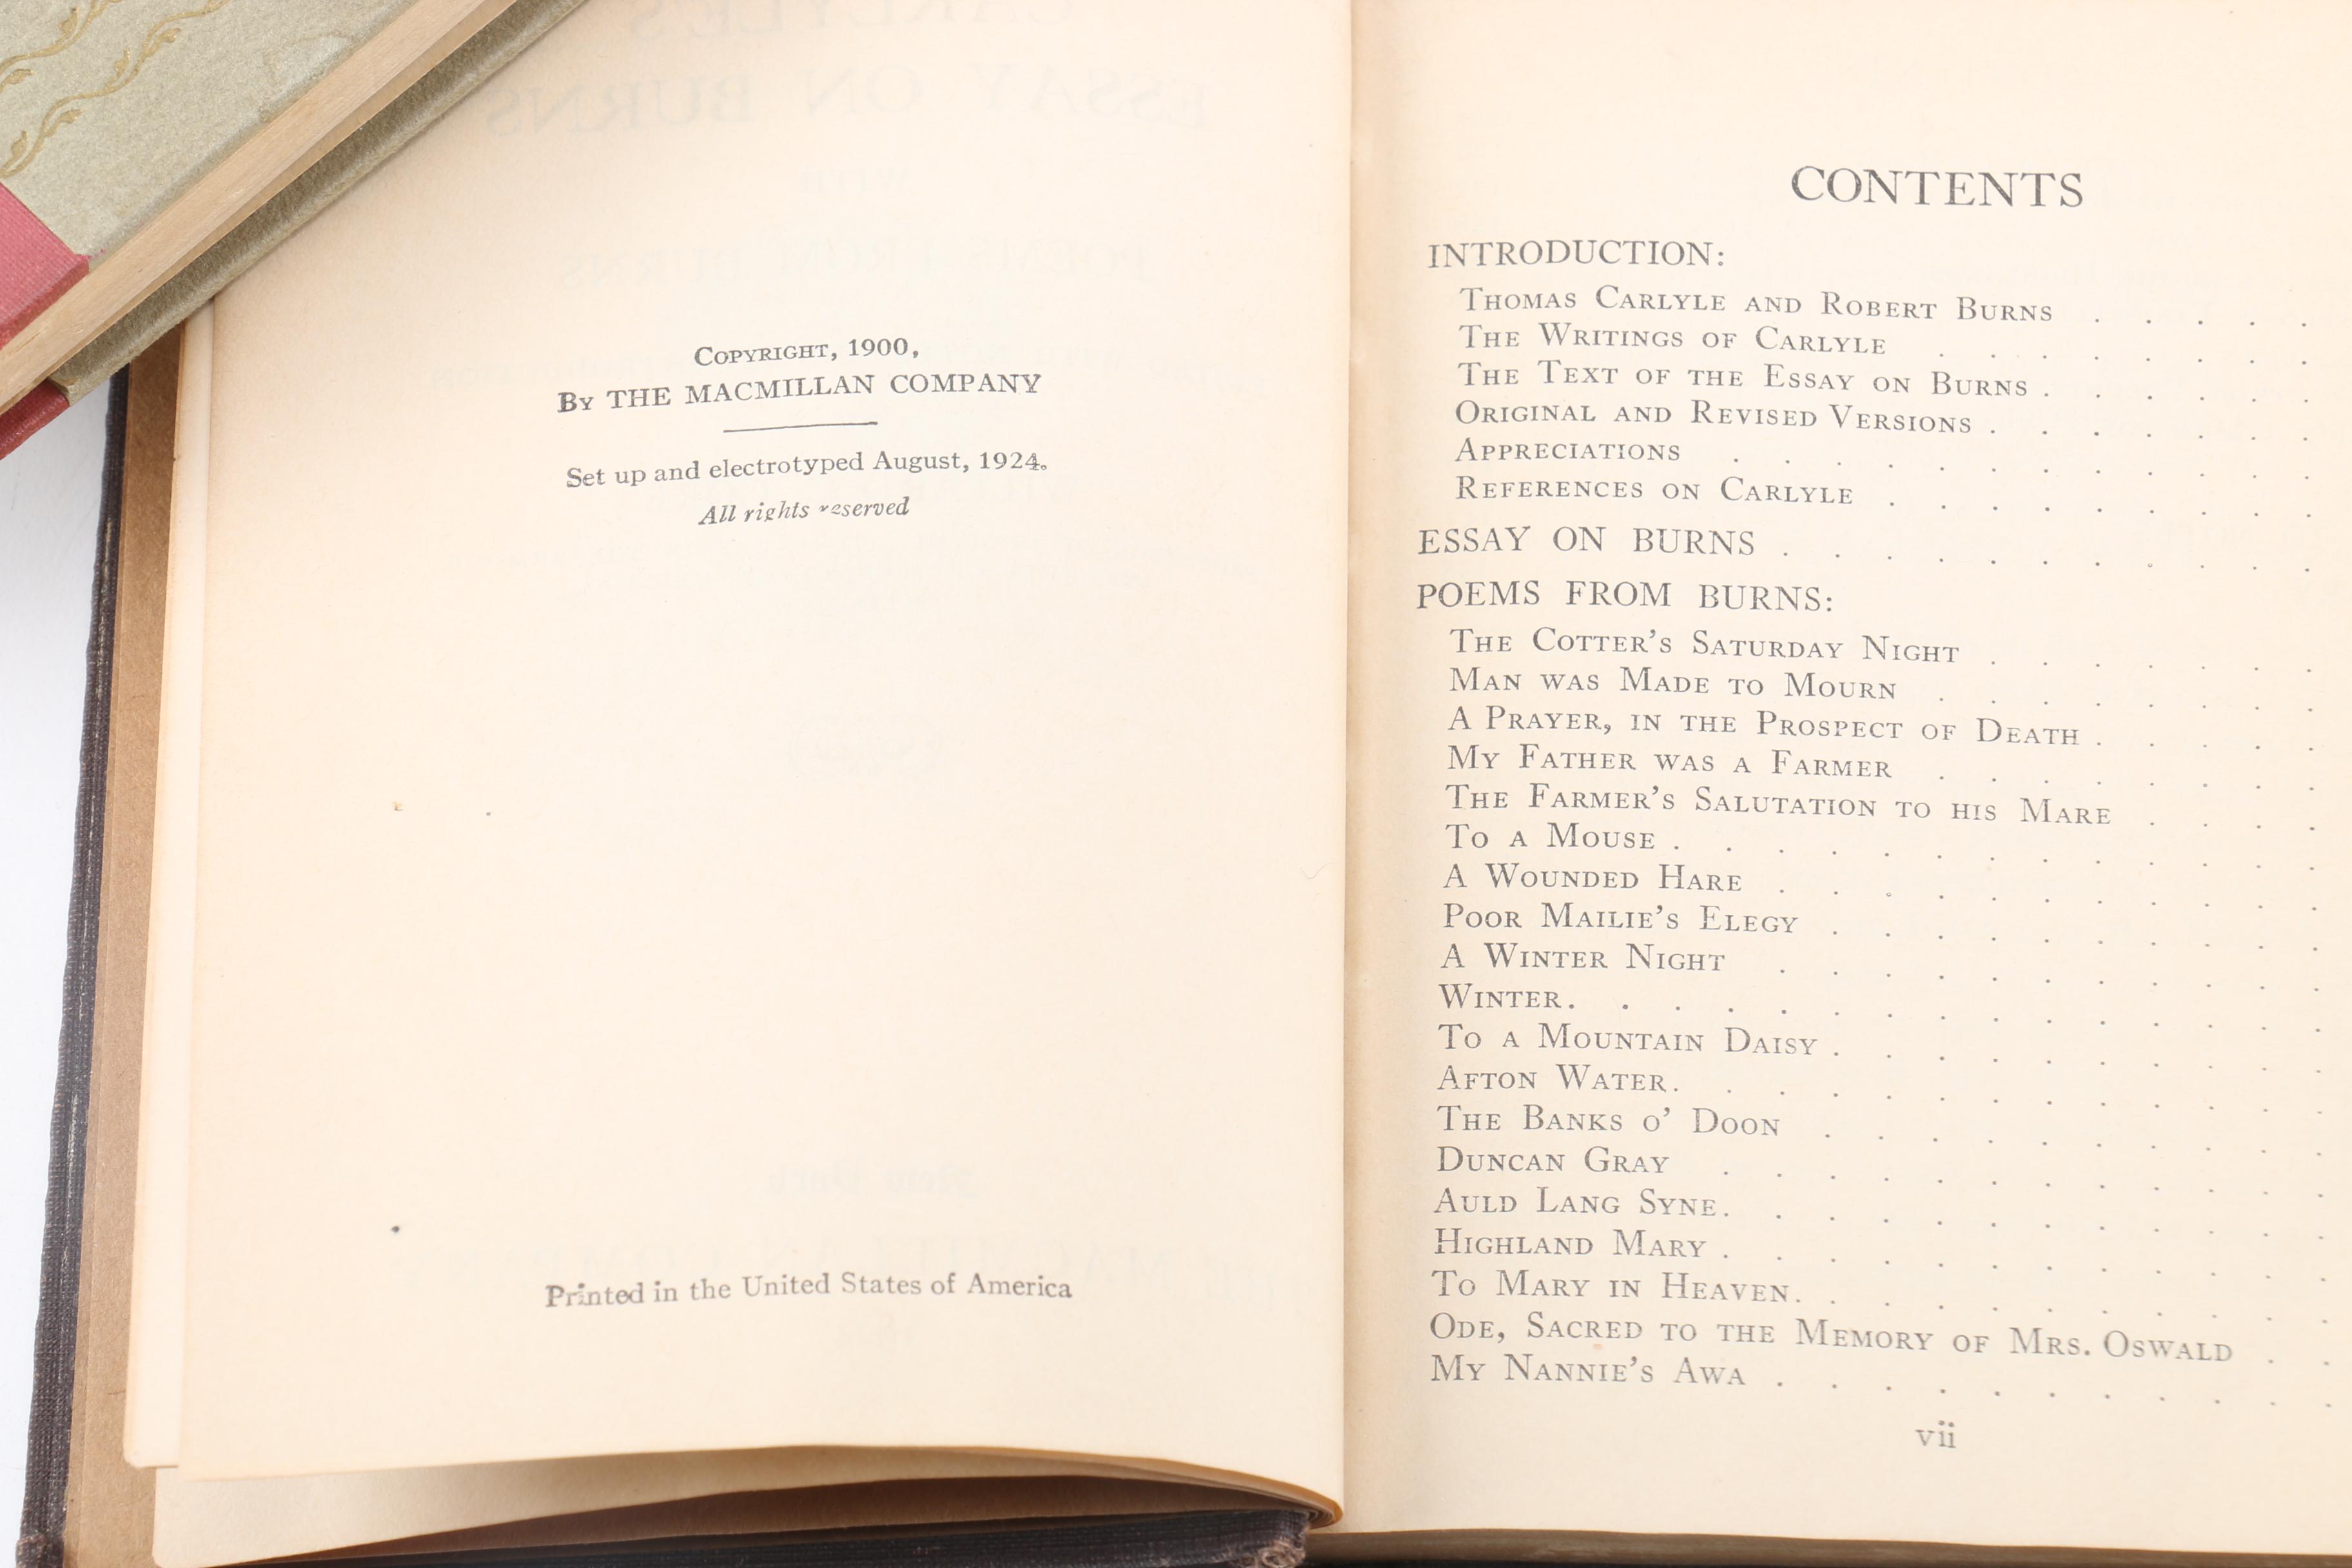 COPYRIGHT, 1900,
BY THE MACMILLAN COMPANY
Set up and electrotyped August, 1924.
All rights reserved
Printed in the United States of America
CONTENTS
INTRODUCTION:
THOMAS CARLYLE AND ROBERT BURNS . . . . .
THE WRITINGS OF CARLYLE . . . . . . . .
THE TEXT OF THE ESSAY ON BURNS . . . . . .
ORIGINAL AND REVISED VERSIONS . . . . . . .
APPRECIATIONS . . . . . . . . . . . .
REFERENCES ON CARLYLE . . . . . . . . .
ESSAY ON BURNS . . . . . . . . . . .
POEMS FROM BURNS:
THE COTTER'S SATURDAY NIGHT . . . . . . .
MAN WAS MADE TO MOURN . . . . . . . .
A PRAYER, IN THE PROSPECT OF DEATH . . . . .
MY FATHER WAS A FARMER . . . . . . . .
THE FARMER'S SALUTATION TO HIS MARE . . . .
TO A MOUSE . . . . . . . . . . . . .
A WOUNDED HARE . . . . . . . . . . .
POOR MAILIE'S ELEGY . . . . . . . . . .
A WINTER NIGHT . . . . . . . . . . .
WINTER . . . . . . . . . . . . . . .
TO A MOUNTAIN DAISY . . . . . . . . . .
AFTON WATER . . . . . . . . . . . . .
THE BANKS O' DOON . . . . . . . . . .
DUNCAN GRAY . . . . . . . . . . . .
AULD LANG SYNE . . . . . . . . . . . .
HIGHLAND MARY . . . . . . . . . . . .
TO MARY IN HEAVEN . . . . . . . . . . .
ODE, SACRED TO THE MEMORY OF MRS. OSWALD . .
MY NANNIE'S AWA . . . . . . . . . . .
vii